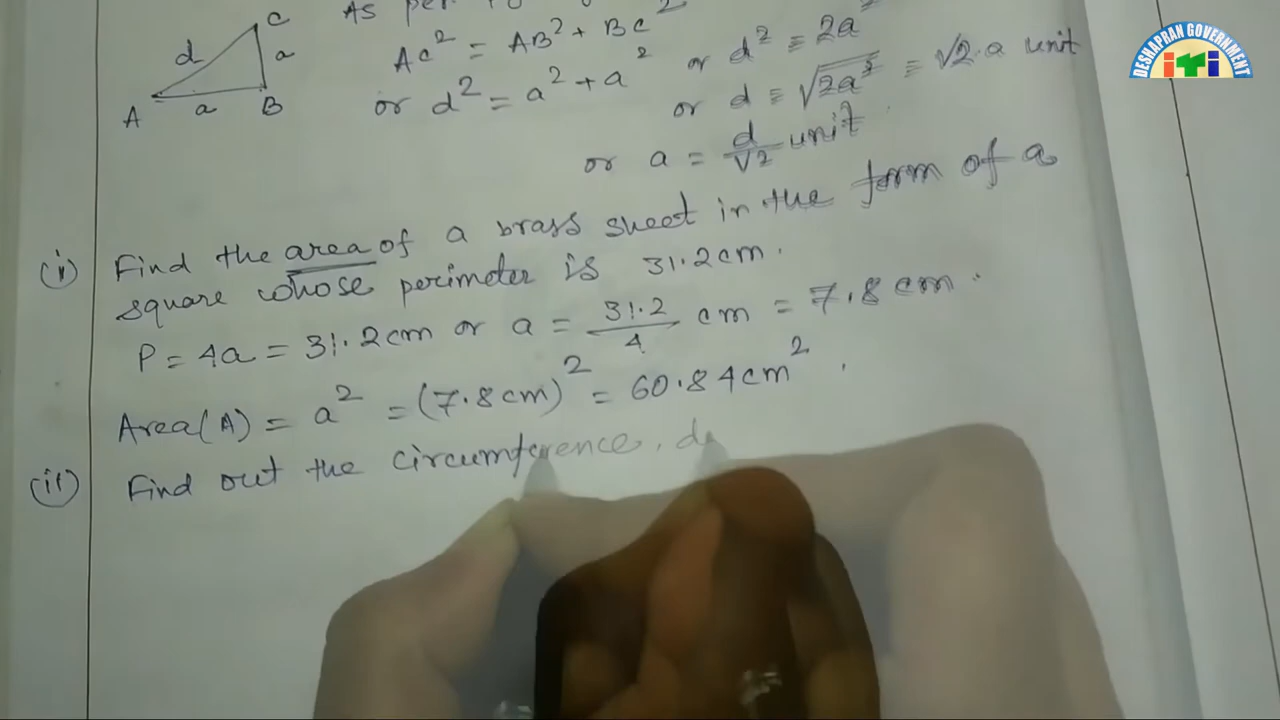 C As per
d a AC² = AB² + BC² or d² = 2a²
A a B or d² = a² + a² or d = √2a² = √2.a unit
or a = d/√2 unit
(i) Find the area of a brass sheet in the form of a
square whose perimeter is 31.2cm.
P = 4a = 31.2cm or a = 31.2/4 cm = 7.8cm.
Area(A) = a² = (7.8cm)² = 60.84cm².
(ii) Find out the circumference, d
DESHAPRAN GOVERNMENT
iTi